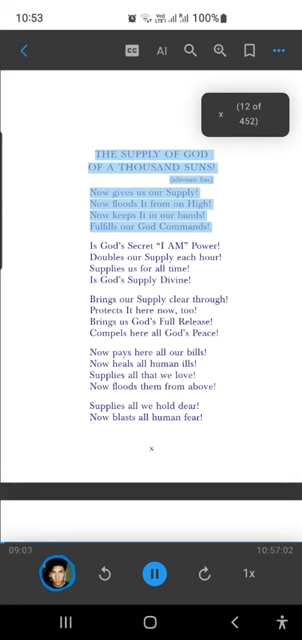 10:53
100%
CC
AI
x
(12 of
452)
THE SUPPLY OF GOD
OF A THOUSAND SUNS!
(alternate line)
Now gives us our Supply!
Now floods It from on High!
Now keeps It in our hands!
Fulfills our God Commands!
Is God's Secret “I AM” Power!
Doubles our Supply each hour!
Supplies us for all time!
Is God's Supply Divine!
Brings our Supply clear through!
Protects It here now, too!
Brings us God's Full Release!
Compels here all God's Peace!
Now pays here all our bills!
Now heals all human ills!
Supplies all that we love!
Now floods them from above!
Supplies all we hold dear!
Now blasts all human fear!
x
09:03
10:57:02
1x